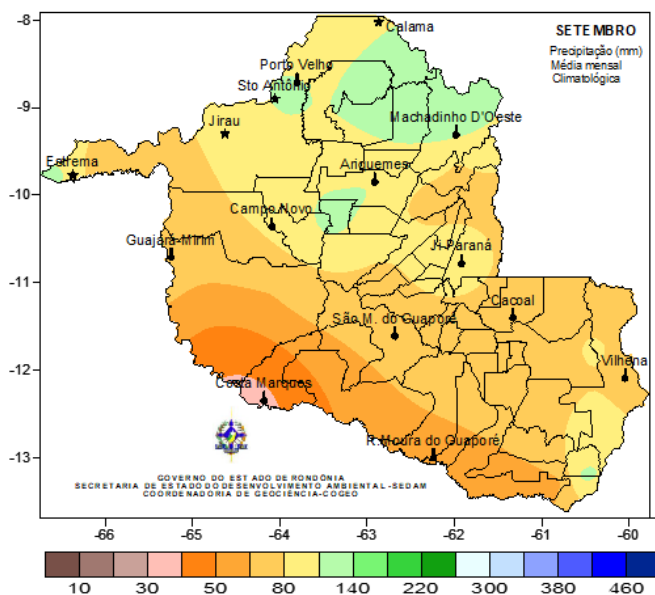 SETEMBRO
Precipitação (mm)
Média mensal
Climatológica
-8
-9
-10
-11
-12
-13
Calama
Porto Velho
Sto Antônio
Machadinho D'Oeste
Jirau
Extrema
Ariquemes
Campo Novo
Guajará-Mirim
Ji-Paraná
Cacoal
São M. do Guaporé
Vilhena
Costa Marques
R.Moura do Guaporé
GOVERNO DO ESTADO DE RONDÔNIA
SECRETARIA DE ESTADO DO DESENVOLVIMENTO AMBIENTAL -SEDAM
COORDENADORIA DE GEOCIÊNCIA-COGEO
-66 -65 -64 -63 -62 -61 -60
10 30 50 80 140 220 300 380 460